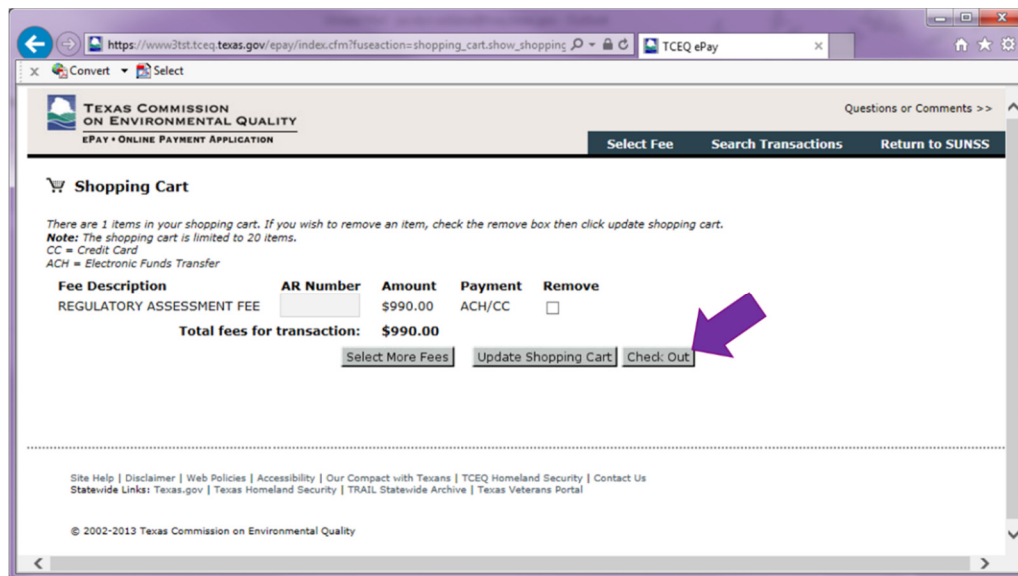 https://www3tst.tceq.texas.gov/epay/index.cfm?fuseaction=shopping_cart.show_shopping
TCEQ ePay
x Convert Select
TEXAS COMMISSION
ON ENVIRONMENTAL QUALITY
Questions or Comments >>
EPAY • ONLINE PAYMENT APPLICATION
Select Fee Search Transactions Return to SUNSS
Shopping Cart
There are 1 items in your shopping cart. If you wish to remove an item, check the remove box then click update shopping cart.
Note: The shopping cart is limited to 20 items.
CC = Credit Card
ACH = Electronic Funds Transfer
Fee Description AR Number Amount Payment Remove
REGULATORY ASSESSMENT FEE $990.00 ACH/CC
Total fees for transaction: $990.00
Select More Fees Update Shopping Cart Check Out
Site Help | Disclaimer | Web Policies | Accessibility | Our Compact with Texans | TCEQ Homeland Security | Contact Us
Statewide Links: Texas.gov | Texas Homeland Security | TRAIL Statewide Archive | Texas Veterans Portal
© 2002-2013 Texas Commission on Environmental Quality